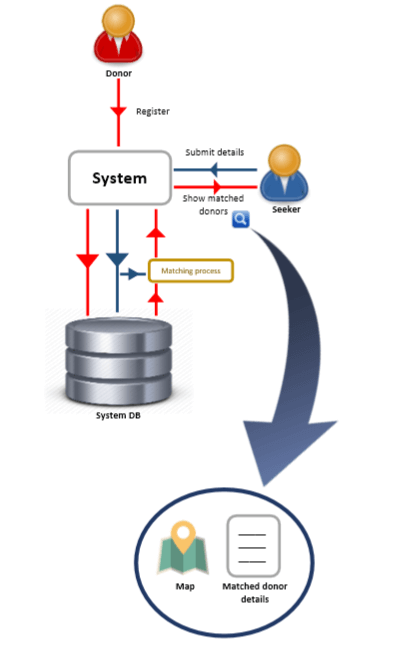 Donor
Register
System
Submit details
Show matched
donors
Seeker
Matching process
System DB
Map
Matched donor
details